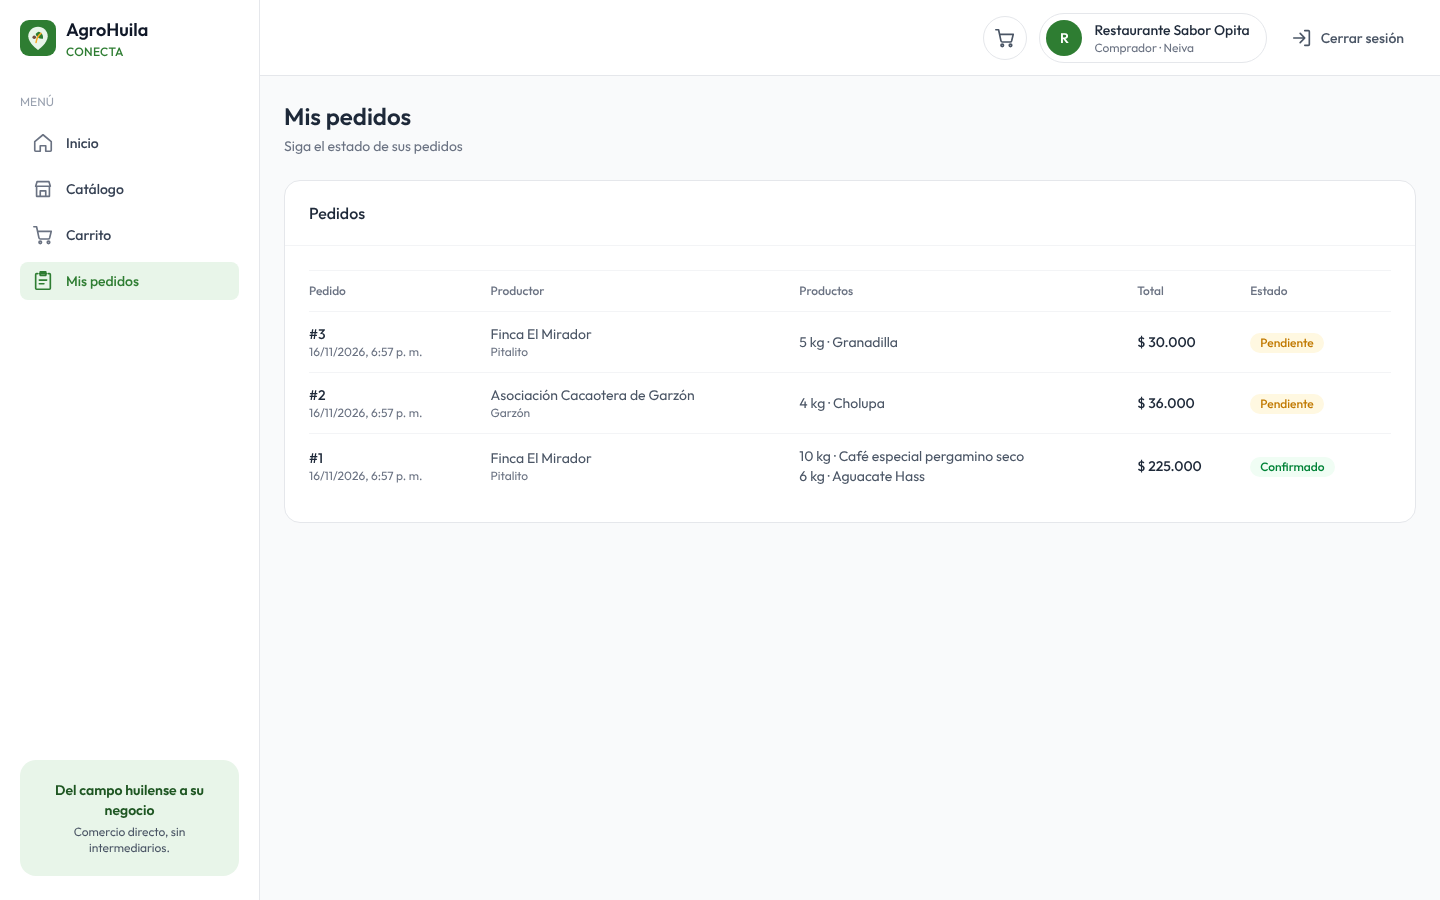 AgroHuila
CONECTA
R
Restaurante Sabor Opita
Comprador · Neiva
Cerrar sesión
MENÚ
Inicio
Catálogo
Carrito
Mis pedidos
Mis pedidos
Siga el estado de sus pedidos
Pedidos
Pedido Productor Productos Total Estado
#3 Finca El Mirador 5 kg · Granadilla $ 30.000 Pendiente
16/11/2026, 6:57 p. m. Pitalito
#2 Asociación Cacaotera de Garzón 4 kg · Cholupa $ 36.000 Pendiente
16/11/2026, 6:57 p. m. Garzón
#1 Finca El Mirador 10 kg · Café especial pergamino seco $ 225.000 Confirmado
16/11/2026, 6:57 p. m. Pitalito 6 kg · Aguacate Hass
Del campo huilense a su
negocio
Comercio directo, sin
intermediarios.